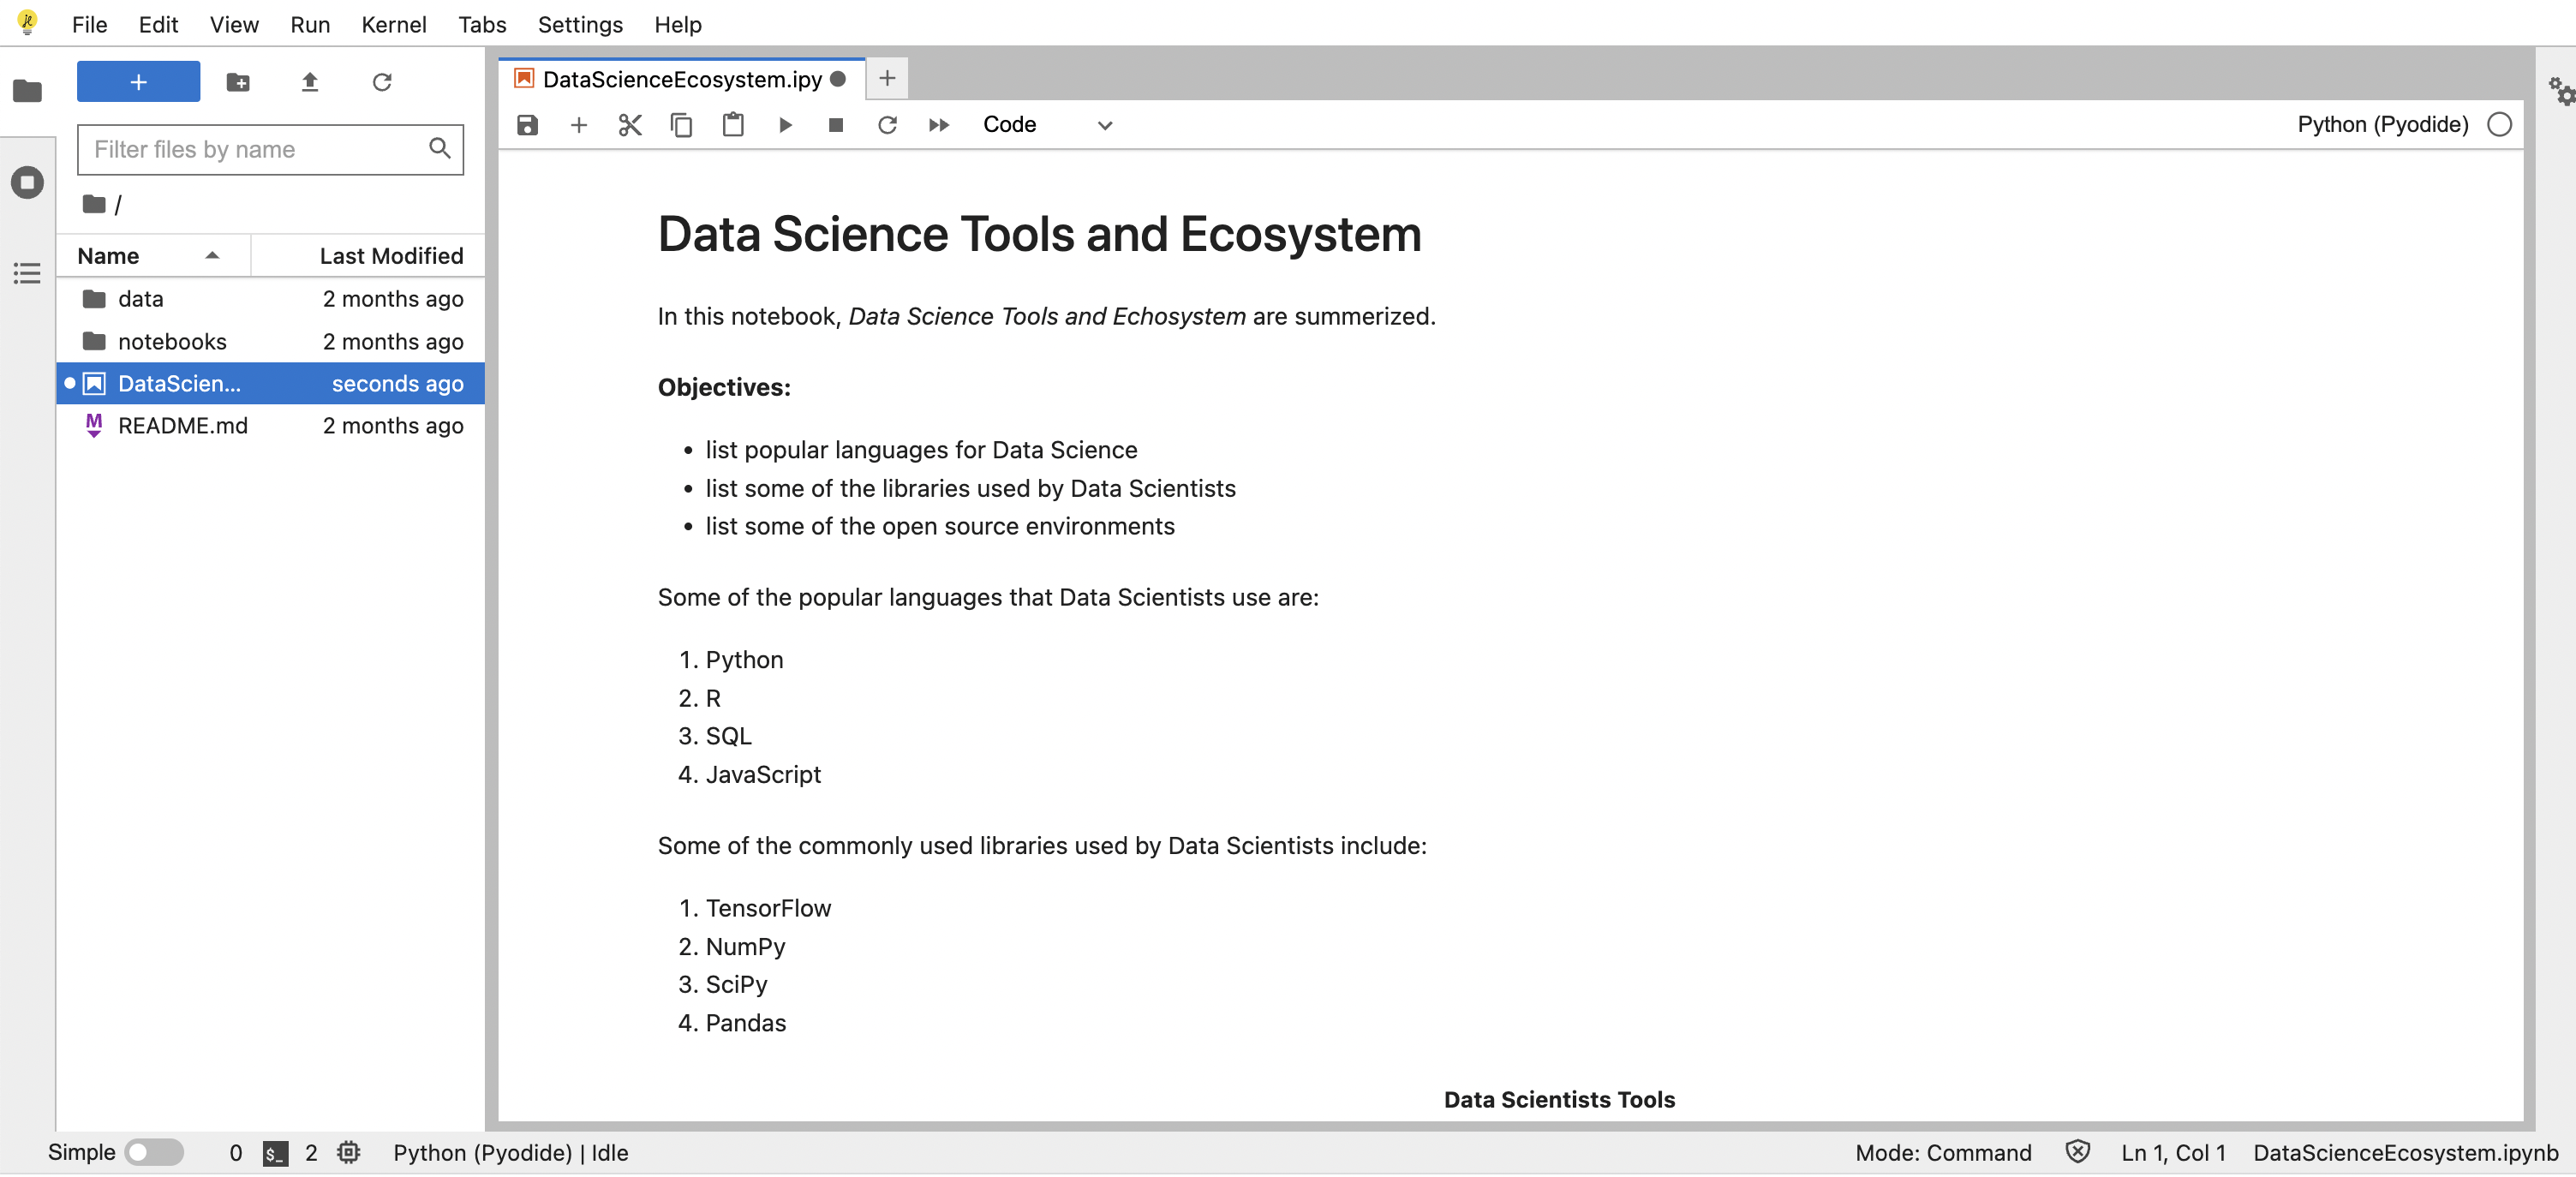 File Edit View Run Kernel Tabs Settings Help
+
DataScienceEcosystem.ipy
+
Code
Python (Pyodide)
Filter files by name
/
Name Last Modified
data 2 months ago
notebooks 2 months ago
DataScien... seconds ago
README.md 2 months ago
Data Science Tools and Ecosystem
In this notebook, Data Science Tools and Echosystem are summerized.
Objectives:
• list popular languages for Data Science
• list some of the libraries used by Data Scientists
• list some of the open source environments
Some of the popular languages that Data Scientists use are:
1. Python
2. R
3. SQL
4. JavaScript
Some of the commonly used libraries used by Data Scientists include:
1. TensorFlow
2. NumPy
3. SciPy
4. Pandas
Data Scientists Tools
Simple 0 $_ 2 Python (Pyodide) | Idle Mode: Command Ln 1, Col 1 DataScienceEcosystem.ipynb